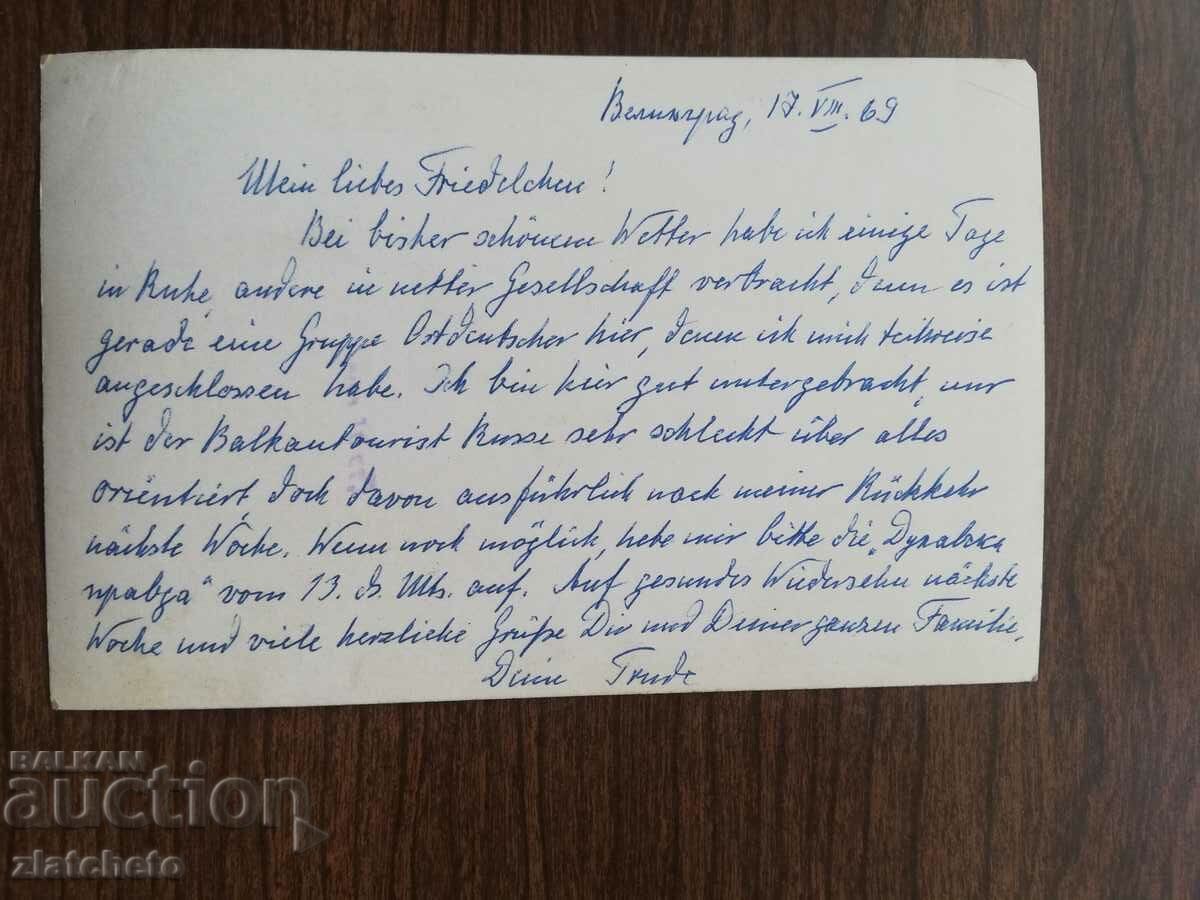 Велинград, 17. VIII. 69
Mein liebes Friedelchen!
Bei bisher schönem Wetter habe ich einige Tage
in Ruhe, andere in netter Gesellschaft verbracht, denn es ist
gerade eine Gruppe Ostdeutscher hier, denen ich mich teilweise
angeschlossen habe. Ich bin hier gut untergebracht, nur
ist der Balkantourist Russe sehr schlecht über alles
orientiert, doch davon ausführlich nach meiner Rückkehr
nächste Woche. Wenn noch möglich, hebe mir bitte die „Дунавска
правда“ vom 13. d. Mts. auf. Auf gesundes Wiedersehn nächste
Woche und viele herzliche Grüße Dir und Deiner ganzen Familie,
Deine Trude
BALKAN
auction
zlatcheto